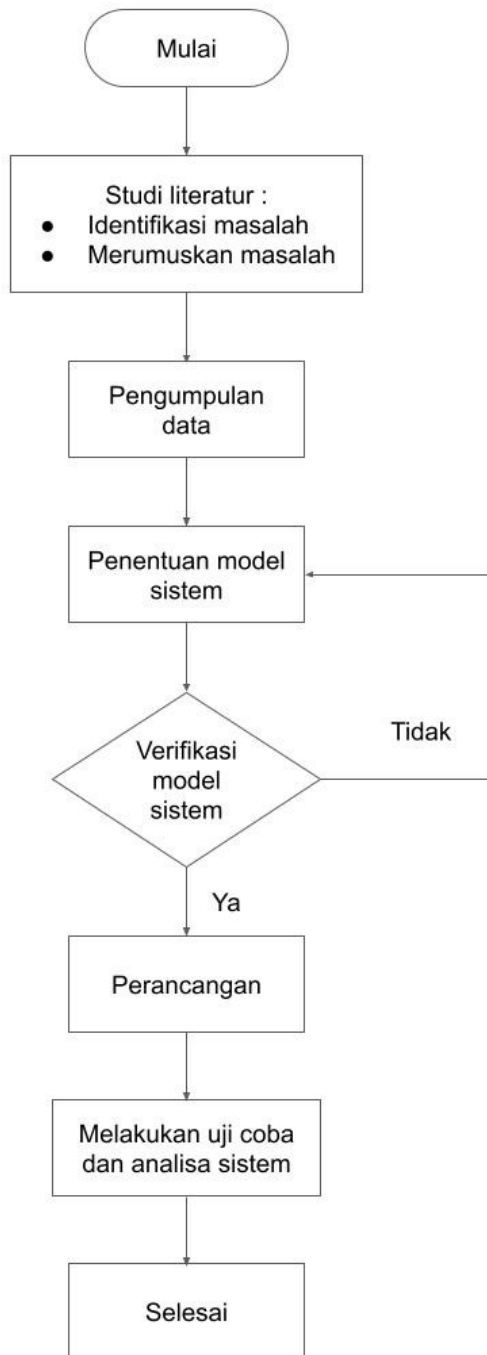 Mulai
Studi literatur :
● Identifikasi masalah
● Merumuskan masalah
Pengumpulan
data
Penentuan model
sistem
Verifikasi
model
sistem
Tidak
Ya
Perancangan
Melakukan uji coba
dan analisa sistem
Selesai